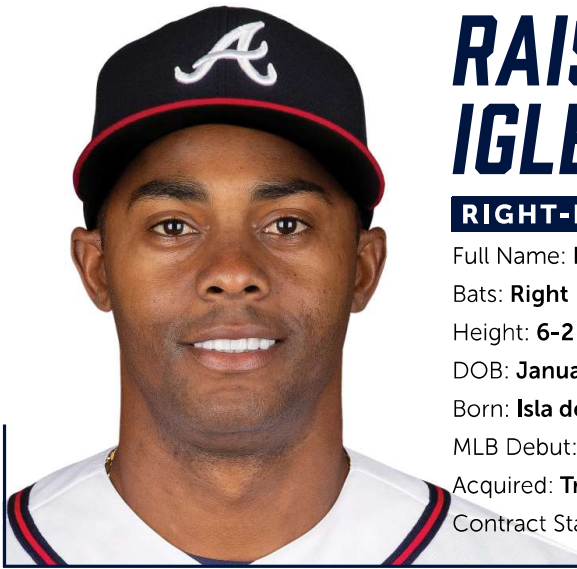 A
RAIS
IGLE
RIGHT-
Full Name:
Bats: Right
Height: 6-2
DOB: Janua
Born: Isla de
MLB Debut:
Acquired: Tr
Contract Sta